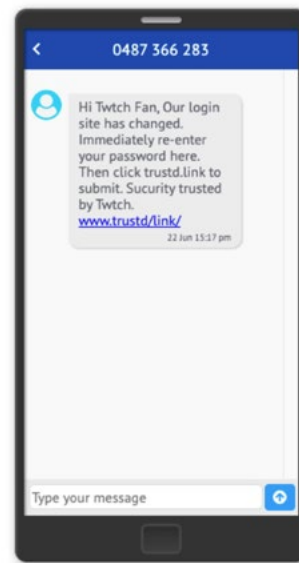 0487 366 283
Hi Twtch Fan, Our login
site has changed.
Immediately re-enter
your password here.
Then click trustd.link to
submit. Sucurity trusted
by Twtch.
www.trustd/link/
22 Jun 15:17 pm
Type your message